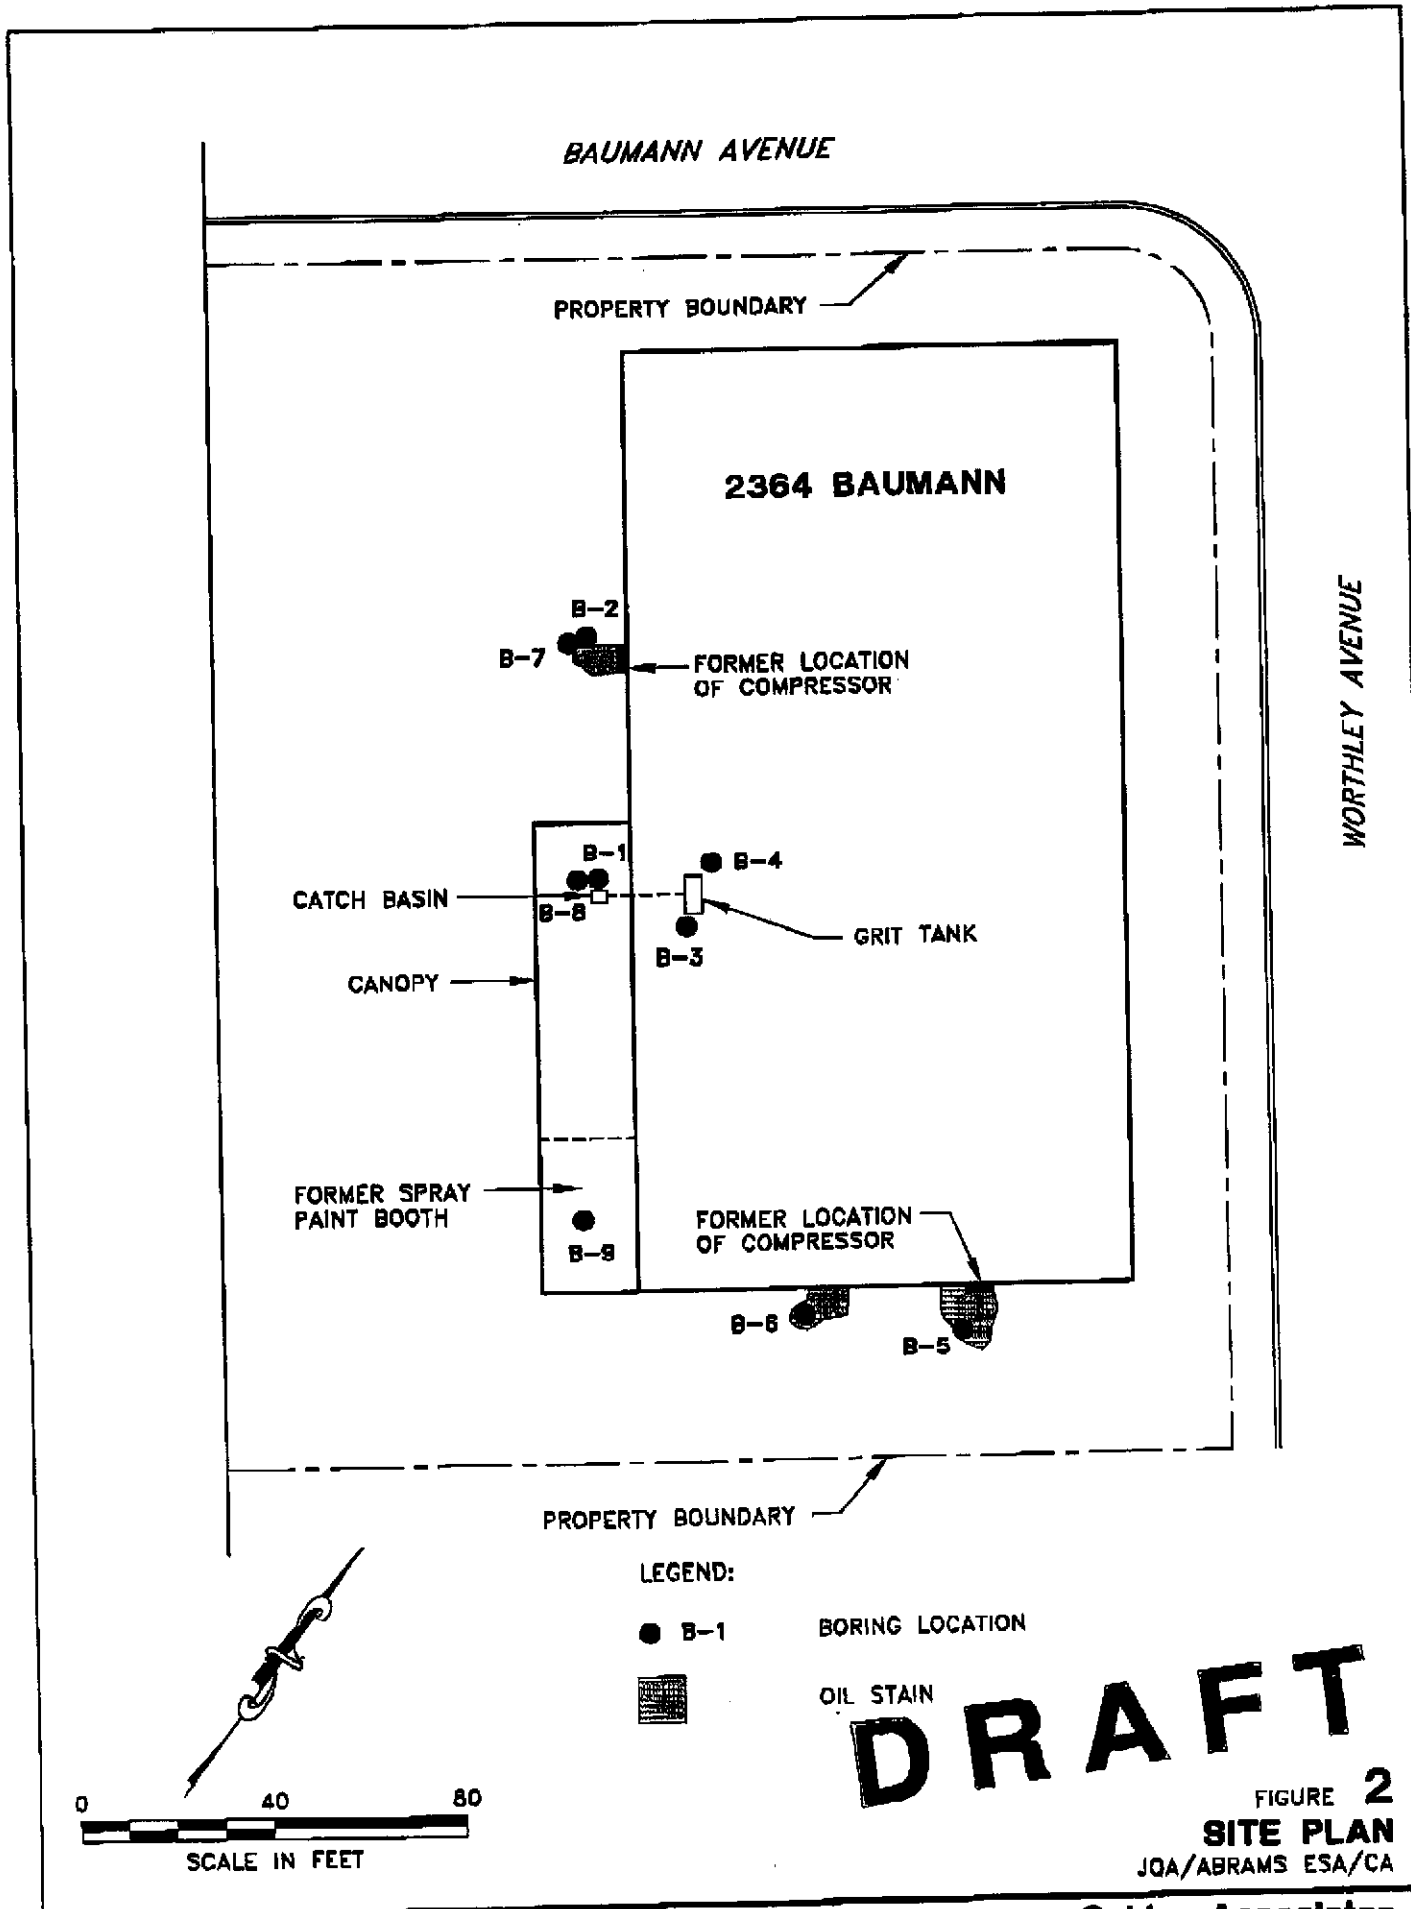 BAUMANN AVENUE
PROPERTY BOUNDARY
2364 BAUMANN
WORTHLEY AVENUE
B-2
B-7
FORMER LOCATION
OF COMPRESSOR
B-1
B-4
CATCH BASIN
B-8
GRIT TANK
B-3
CANOPY
FORMER SPRAY
PAINT BOOTH
B-9
FORMER LOCATION
OF COMPRESSOR
B-6
B-5
PROPERTY BOUNDARY
LEGEND:
B-1 BORING LOCATION
OIL STAIN
DRAFT
0 40 80
SCALE IN FEET
FIGURE 2
SITE PLAN
JQA/ABRAMS ESA/CA